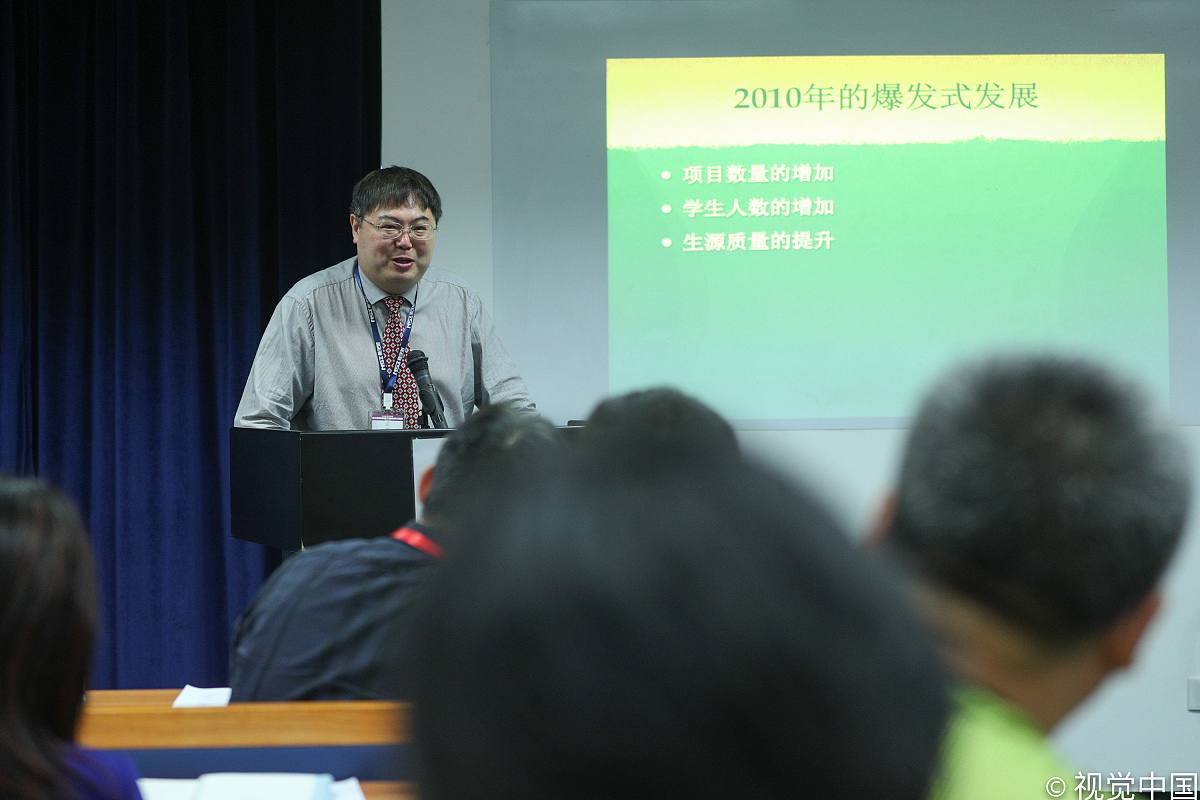 2010年的爆发式发展
• 项目数量的增加
• 学生人数的增加
• 生源质量的提升
© 视觉中国